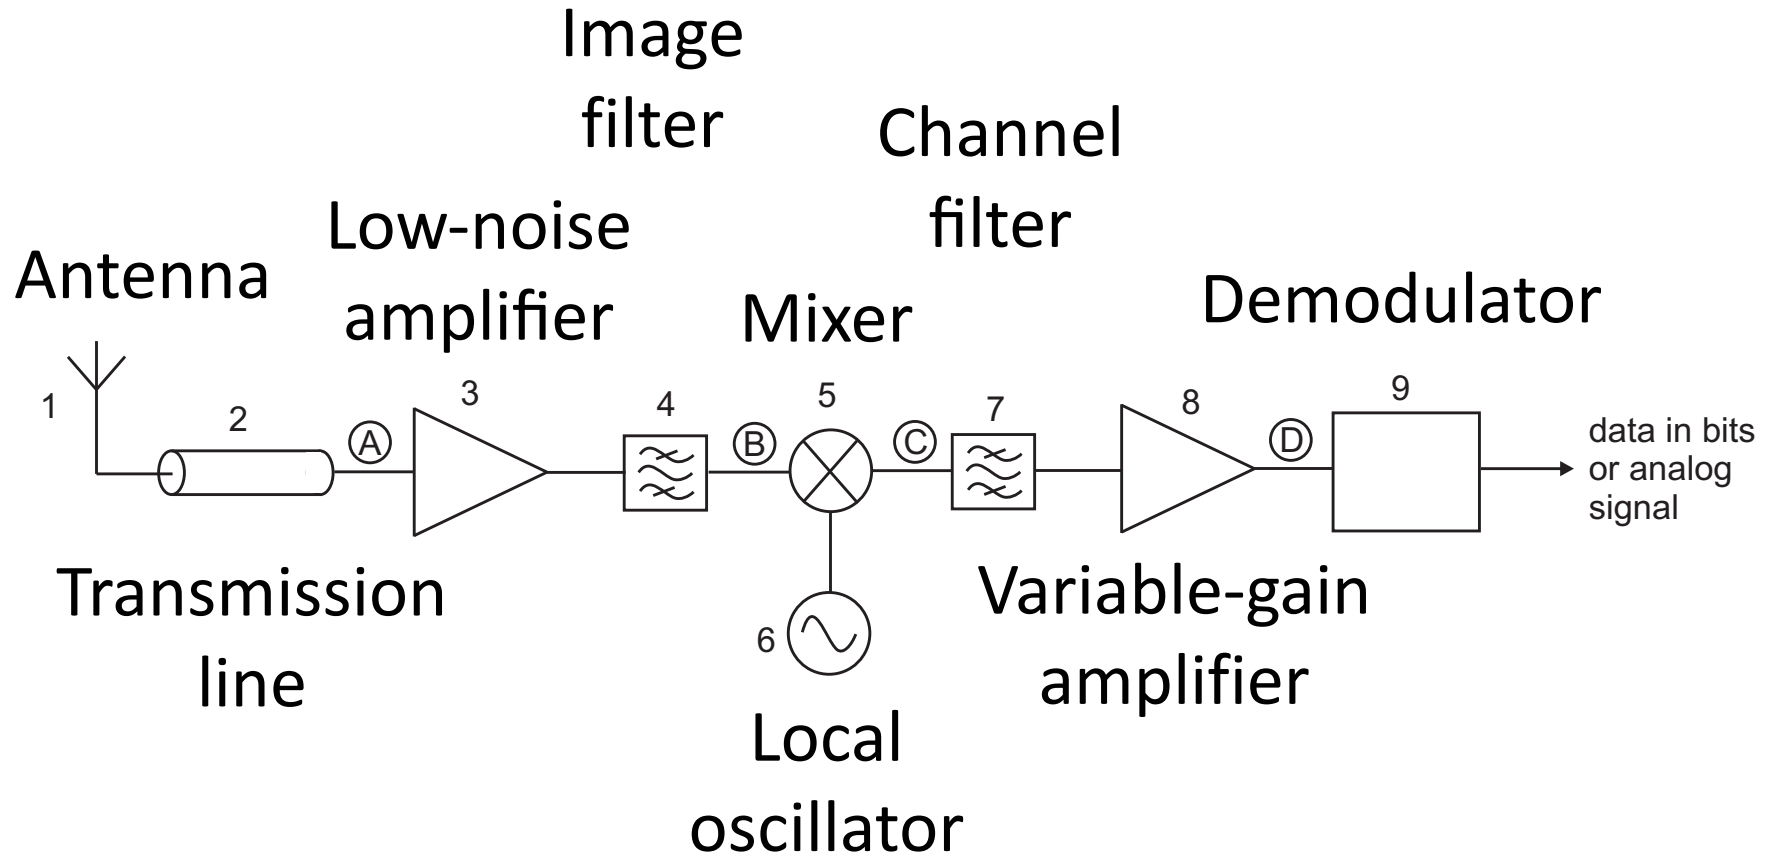 Image
filter
Channel
filter
Low-noise
amplifier
Antenna
Mixer
Demodulator
1
2
A
3
4
B
5
C
7
8
D
9
data in bits
or analog
signal
6
Transmission
line
Variable-gain
amplifier
Local
oscillator